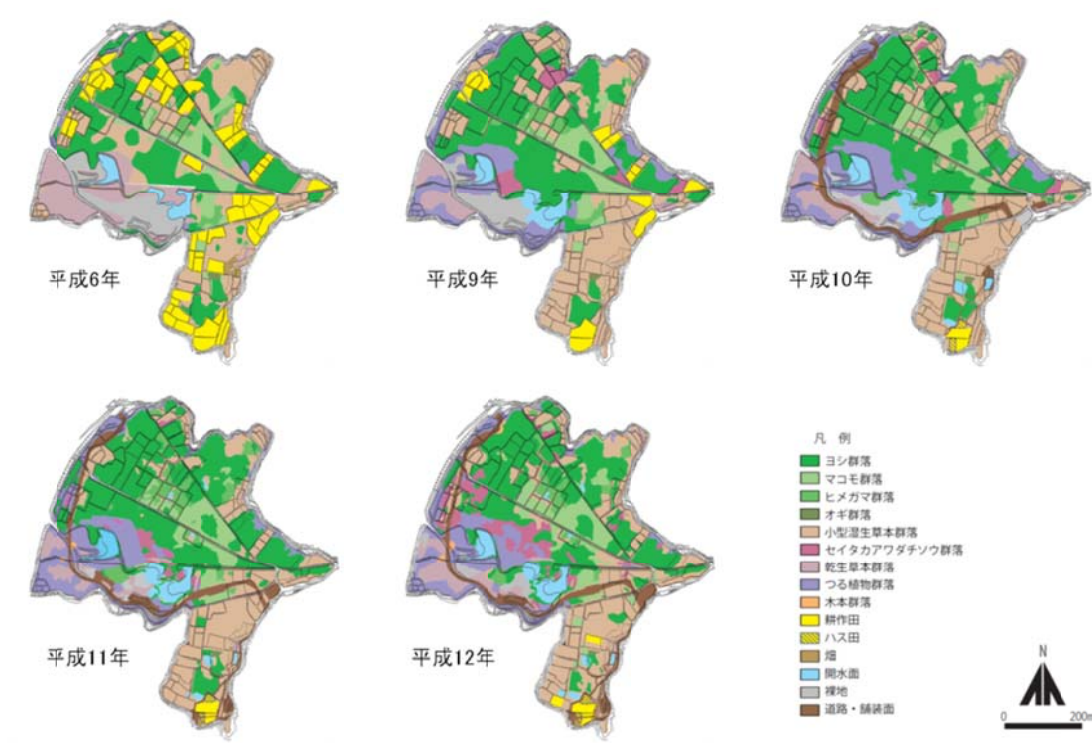 平成6年
平成9年
平成10年
平成11年
平成12年
凡 例
ヨシ群落
マコモ群落
ヒメガマ群落
オギ群落
小型湿生草本群落
セイタカアワダチソウ群落
乾生草本群落
つる植物群落
木本群落
耕作田
ハス田
畑
開水面
裸地
道路・舗装面
N
0 200m